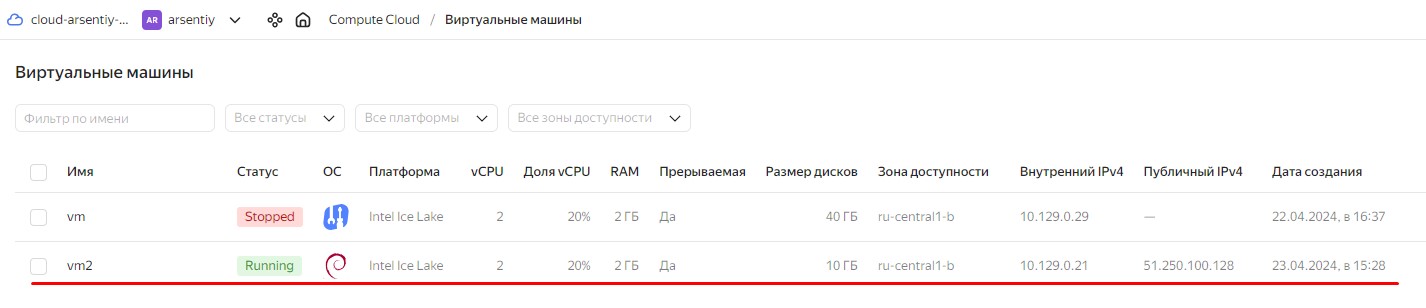 cloud-arsentiy-... AR arsentiy Compute Cloud / Виртуальные машины
Виртуальные машины
Фильтр по имени Все статусы Все платформы Все зоны доступности
Имя Статус ОС Платформа vCPU Доля vCPU RAM Прерываемая Размер дисков Зона доступности Внутренний IPv4 Публичный IPv4 Дата создания
vm Stopped Intel Ice Lake 2 20% 2 ГБ Да 40 ГБ ru-central1-b 10.129.0.29 — 22.04.2024, в 16:37
vm2 Running Intel Ice Lake 2 20% 2 ГБ Да 10 ГБ ru-central1-b 10.129.0.21 51.250.100.128 23.04.2024, в 15:28